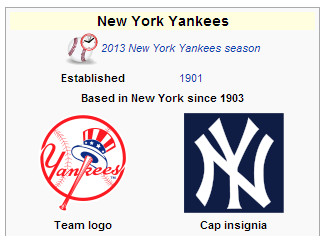 New York Yankees
2013 New York Yankees season
Established 1901
Based in New York since 1903
Yankees
NY
Team logo Cap insignia